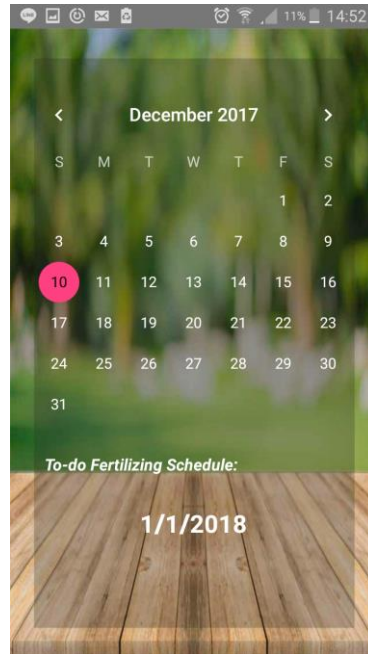 LINE 11% 14:52
< December 2017 >
S M T W T F S
1 2
3 4 5 6 7 8 9
10 11 12 13 14 15 16
17 18 19 20 21 22 23
24 25 26 27 28 29 30
31
To-do Fertilizing Schedule:
1/1/2018